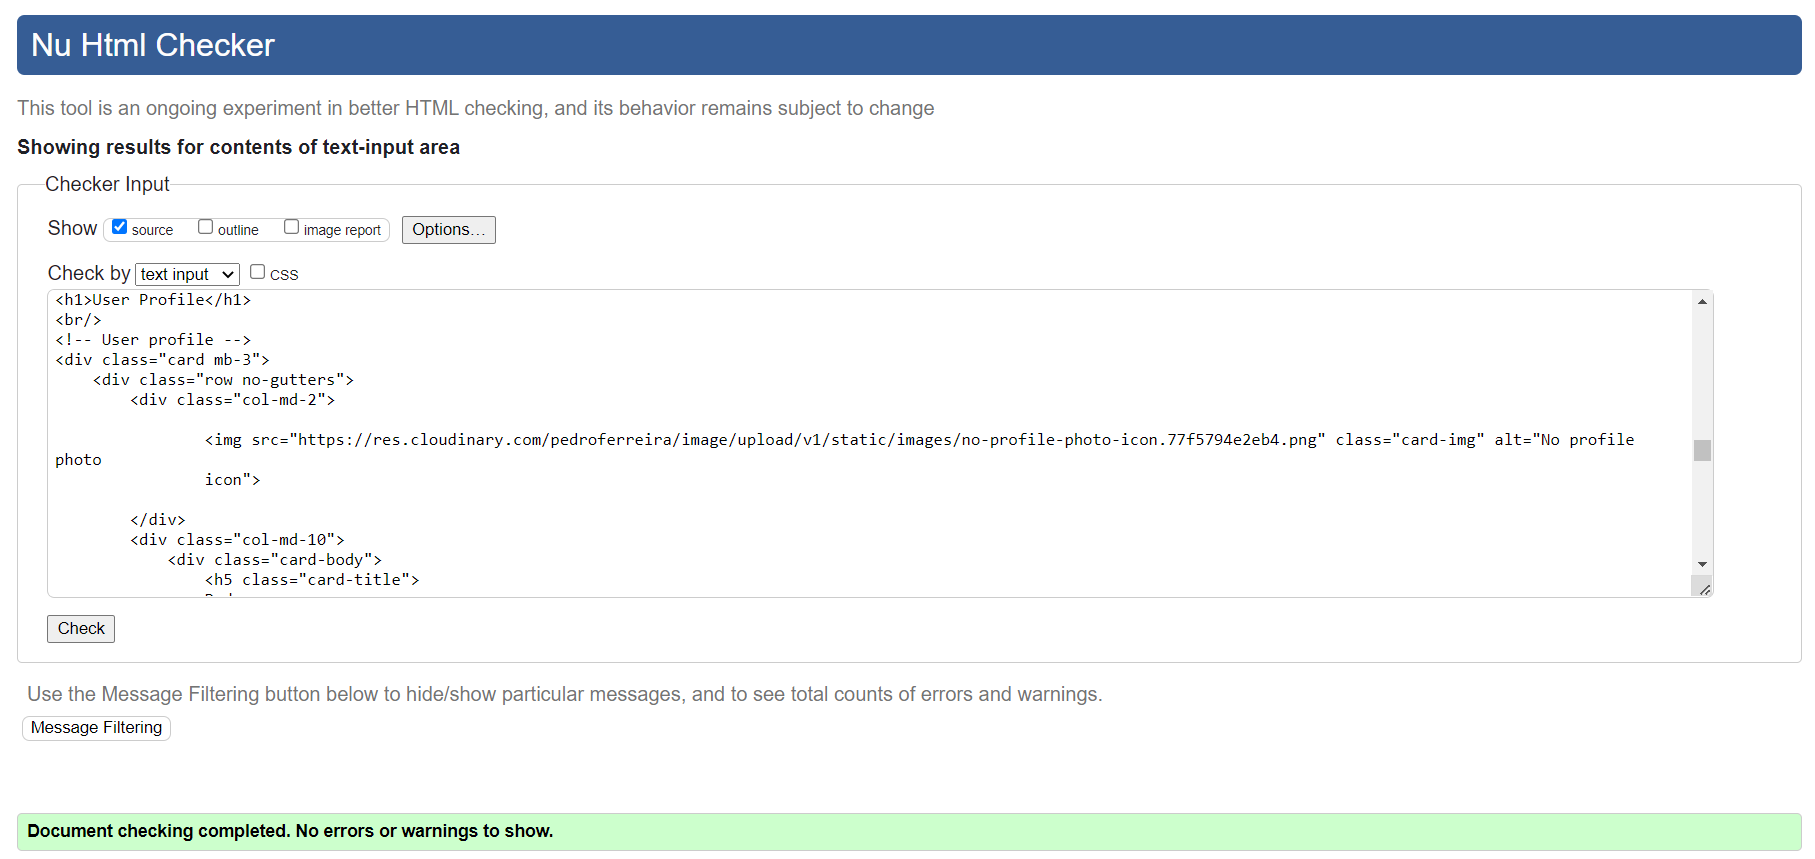 Nu Html Checker
This tool is an ongoing experiment in better HTML checking, and its behavior remains subject to change
Showing results for contents of text-input area
Checker Input
Show source outline image report Options...
Check by text input CSS
<h1>User Profile</h1>
<br/>
<!-- User profile -->
<div class="card mb-3">
<div class="row no-gutters">
<div class="col-md-2">
<img src="https://res.cloudinary.com/pedroferreira/image/upload/v1/static/images/no-profile-photo-icon.77f5794e2eb4.png" class="card-img" alt="No profile
photo
icon">
</div>
<div class="col-md-10">
<div class="card-body">
<h5 class="card-title">
Check
Use the Message Filtering button below to hide/show particular messages, and to see total counts of errors and warnings.
Message Filtering
Document checking completed. No errors or warnings to show.